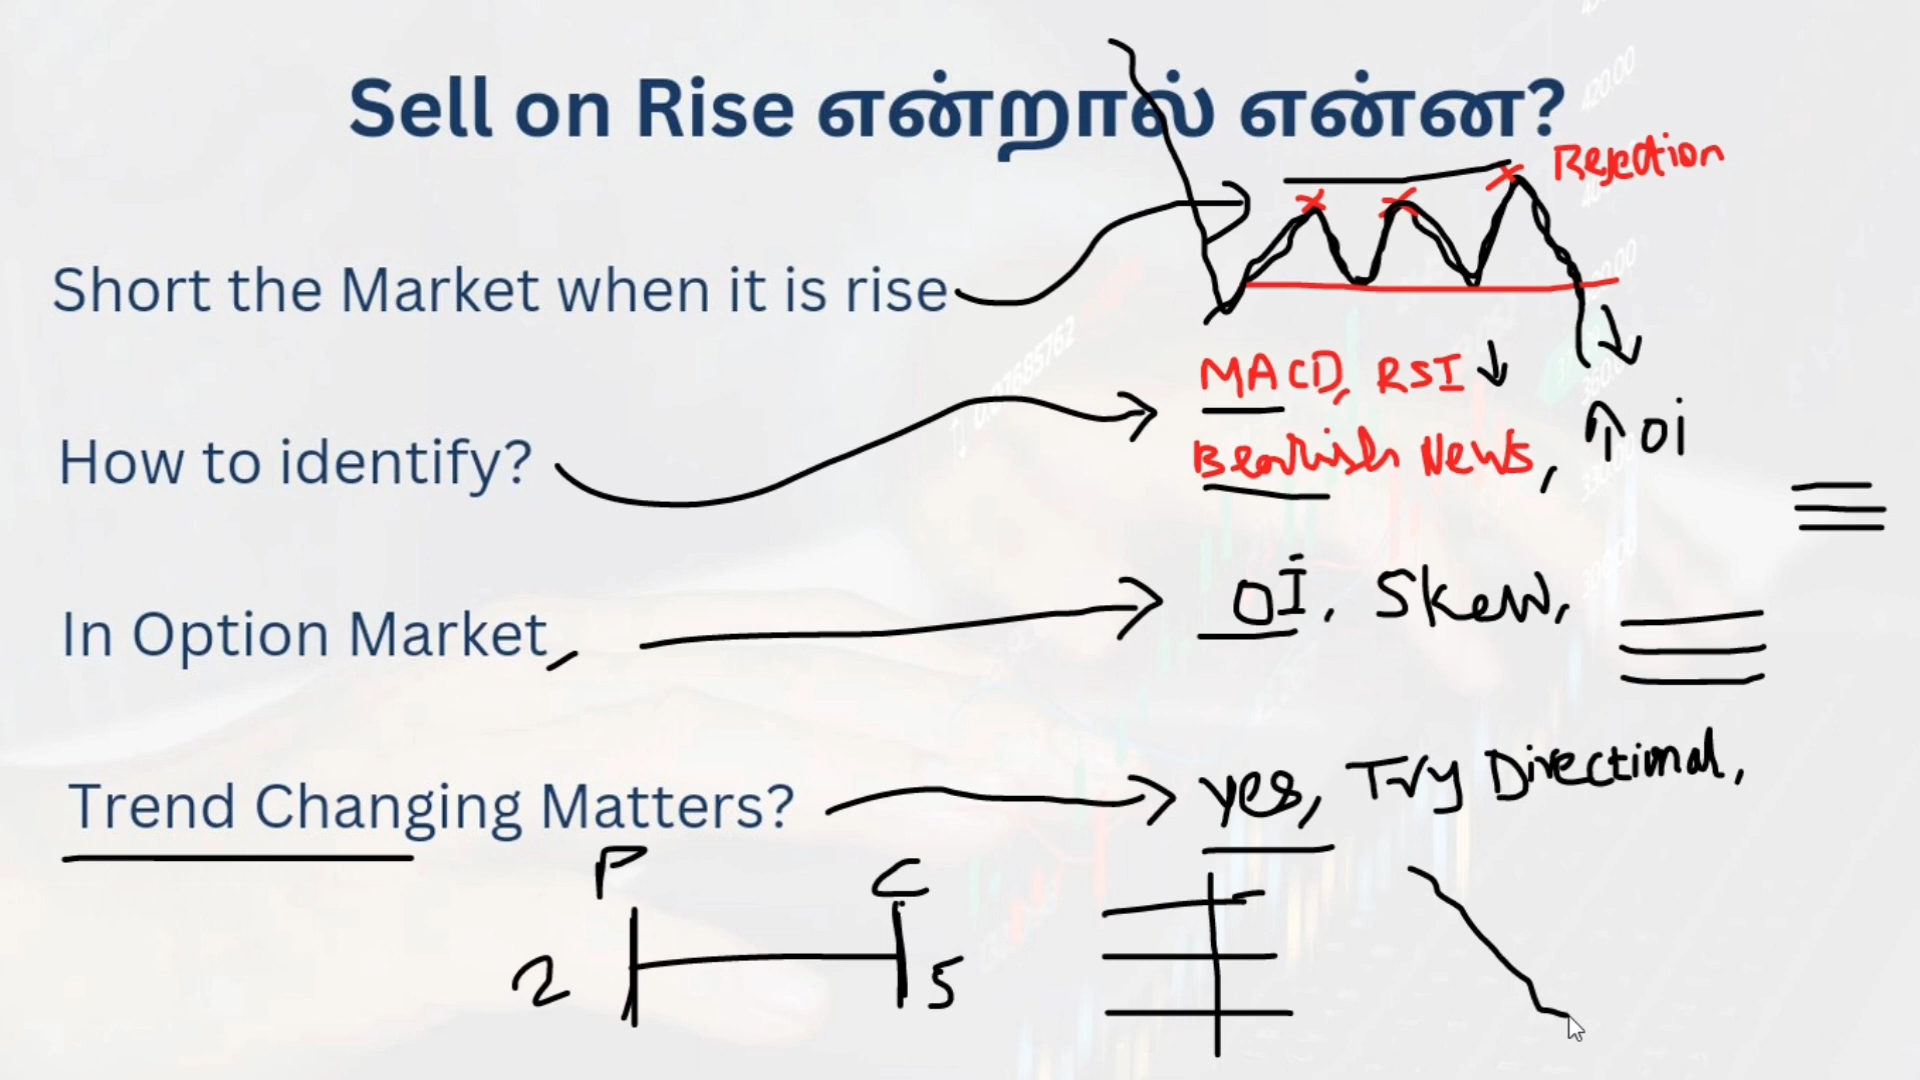 Sell on Rise என்றால் என்ன?
Rejection
Short the Market when it is rise
MACD, RSI ↓
How to identify?
Bearish News, ↑ OI
In Option Market,
OI, Skew,
Trend Changing Matters?
yes, Try Directional,
P C
2 5